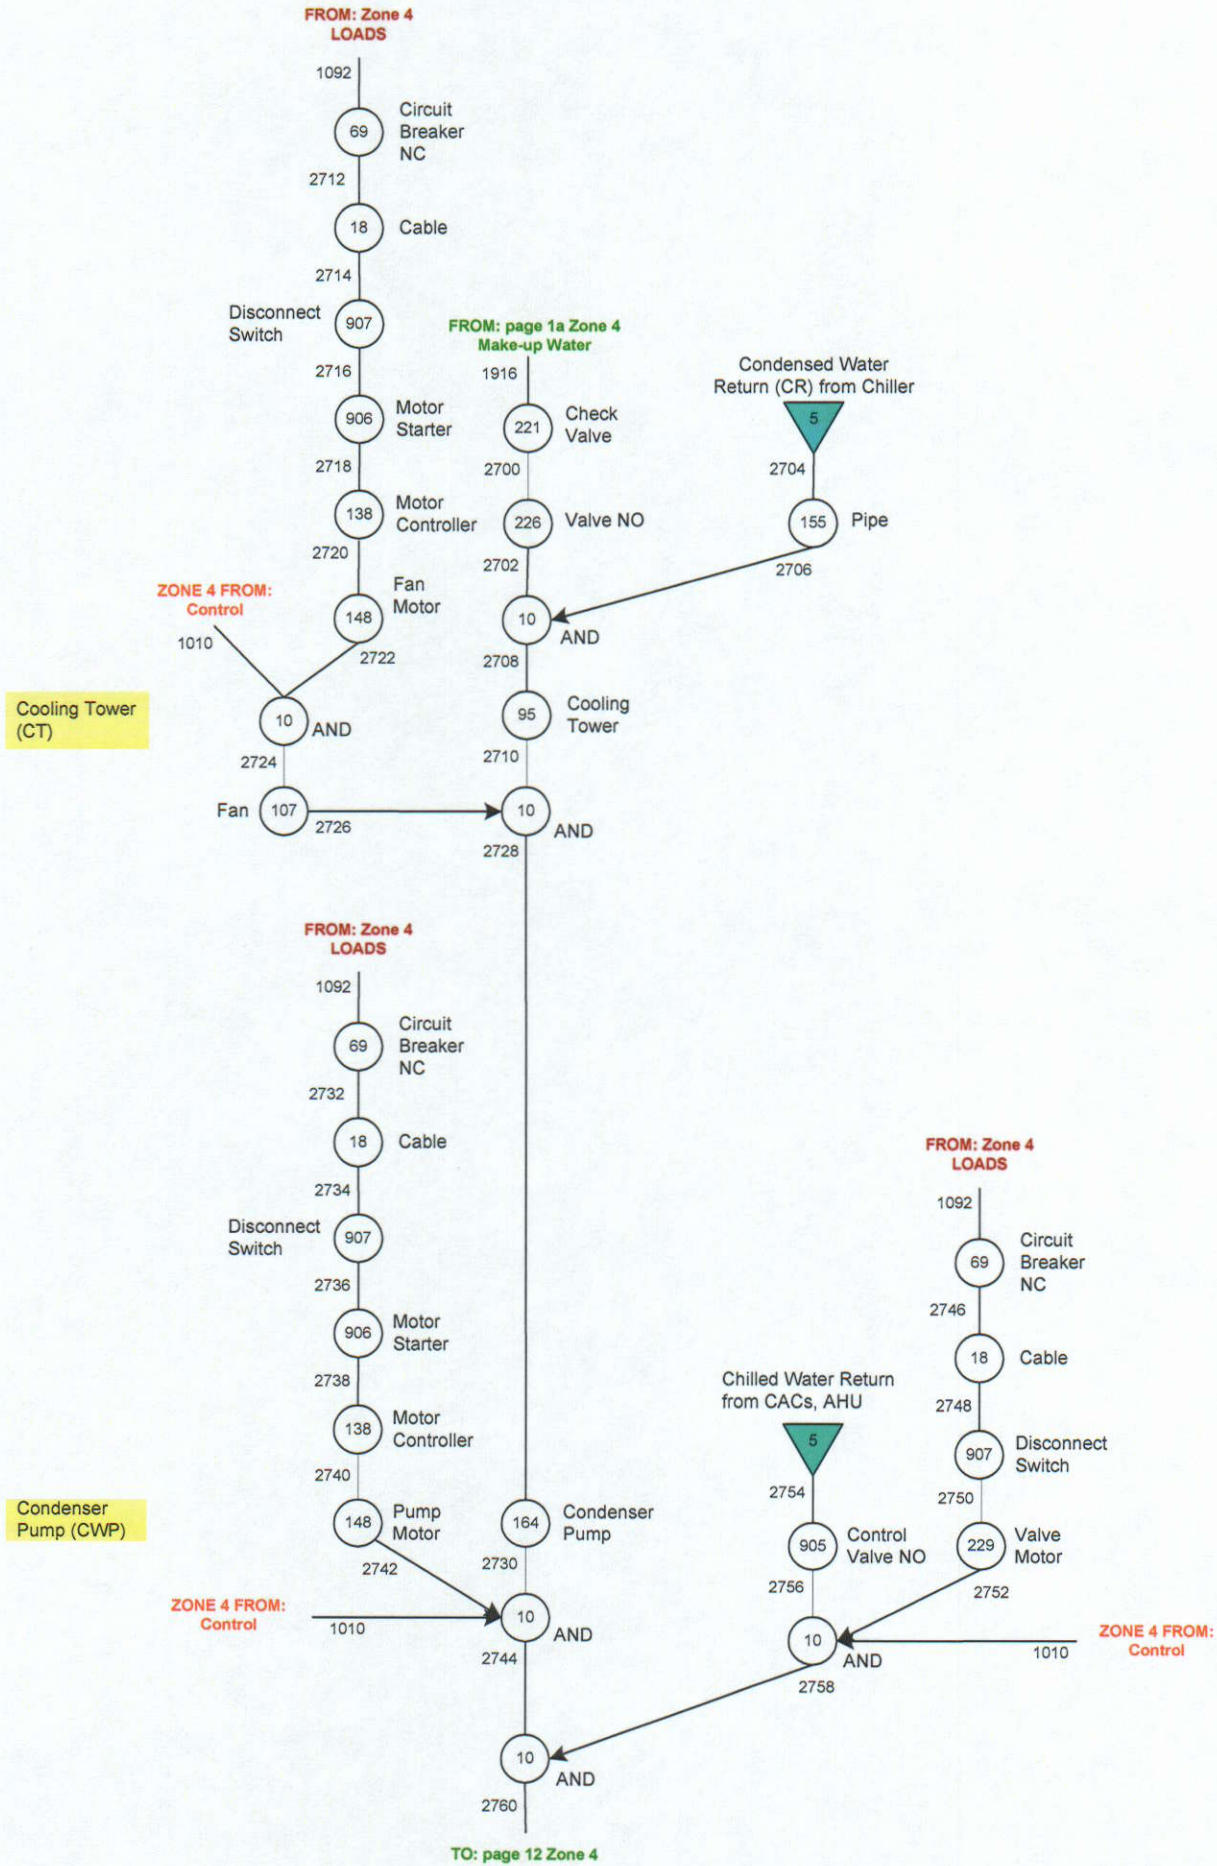 FROM: Zone 4
LOADS
1092
69
Circuit
Breaker
NC
2712
18
Cable
2714
Disconnect
Switch
907
2716
906
Motor
Starter
2718
138
Motor
Controller
2720
148
Fan
Motor
2722
ZONE 4 FROM:
Control
1010
Cooling Tower
(CT)
10
AND
2724
Fan
107
2726
FROM: page 1a Zone 4
Make-up Water
1916
221
Check
Valve
2700
226
Valve NO
2702
Condensed Water
Return (CR) from Chiller
5
2704
155
Pipe
2706
10
AND
2708
95
Cooling
Tower
2710
10
AND
2728
FROM: Zone 4
LOADS
1092
69
Circuit
Breaker
NC
2732
18
Cable
2734
Disconnect
Switch
907
2736
906
Motor
Starter
2738
138
Motor
Controller
2740
Condenser
Pump (CWP)
148
Pump
Motor
2742
164
Condenser
Pump
2730
ZONE 4 FROM:
Control
1010
10
AND
2744
FROM: Zone 4
LOADS
1092
69
Circuit
Breaker
NC
2746
18
Cable
2748
907
Disconnect
Switch
2750
229
Valve
Motor
2752
Chilled Water Return
from CACs, AHU
5
2754
905
Control
Valve NO
2756
10
AND
1010
ZONE 4 FROM:
Control
2758
10
AND
2760
TO: page 12 Zone 4